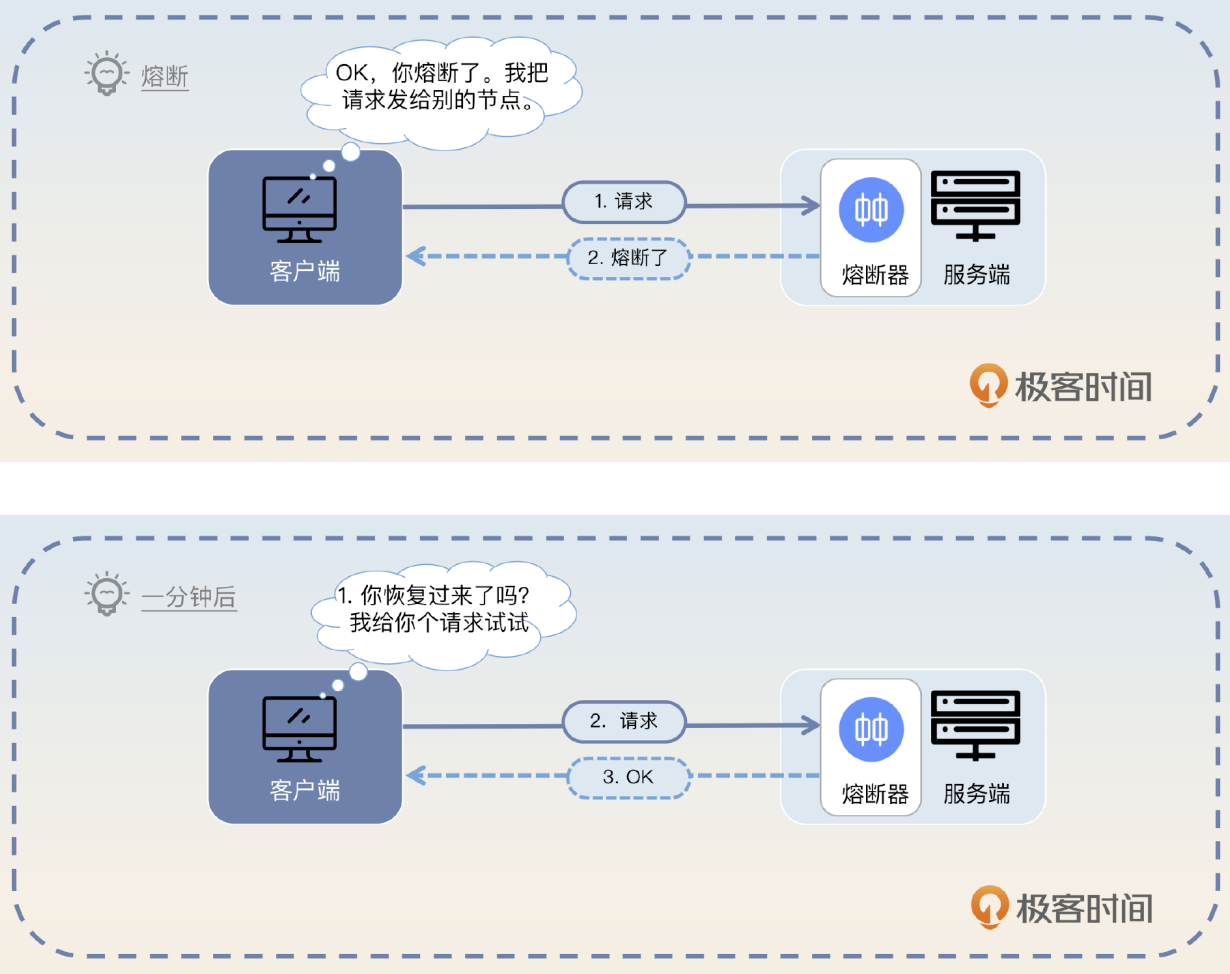 熔断
OK，你熔断了。我把
请求发给别的节点。
1. 请求
2. 熔断了
客户端
熔断器
服务端
极客时间
一分钟后
1. 你恢复过来了吗?
我给你个请求试试
2. 请求
3. OK
客户端
熔断器
服务端
极客时间